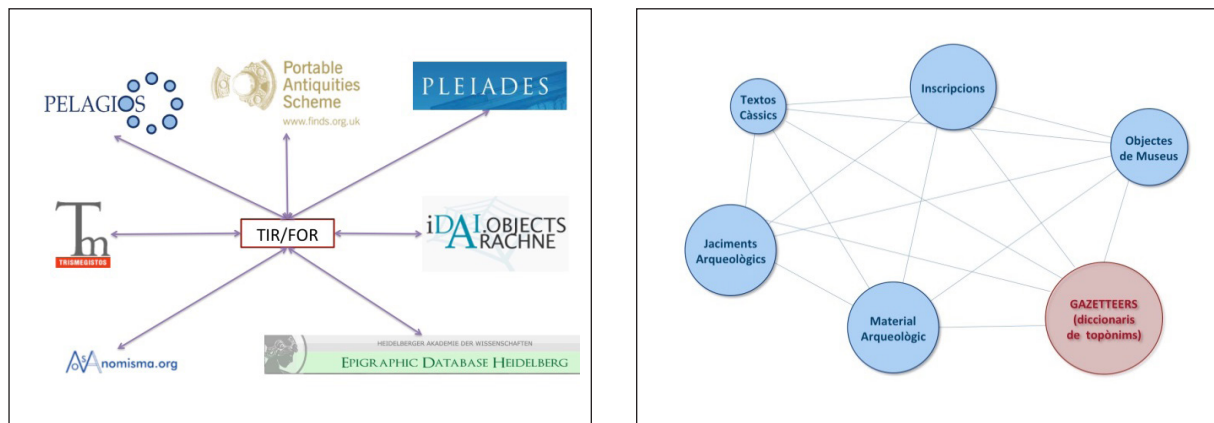 PELAGIOS
Portable
Antiquities
Scheme
www.finds.org.uk
PLEIADES
Tm
TRISMEGISTOS
TIR/FOR
iDAI.OBJECTS
ARACHNE
nomisma.org
HEIDELBERGER AKADEMIE DER WISSENSCHAFTEN
EPIGRAPHIC DATABASE HEIDELBERG
Inscripcions
Textos
Càssics
Objectes
de Museus
Jaciments
Arqueològics
Material
Arqueològic
GAZETTEERS
(diccionaris
de topònims)